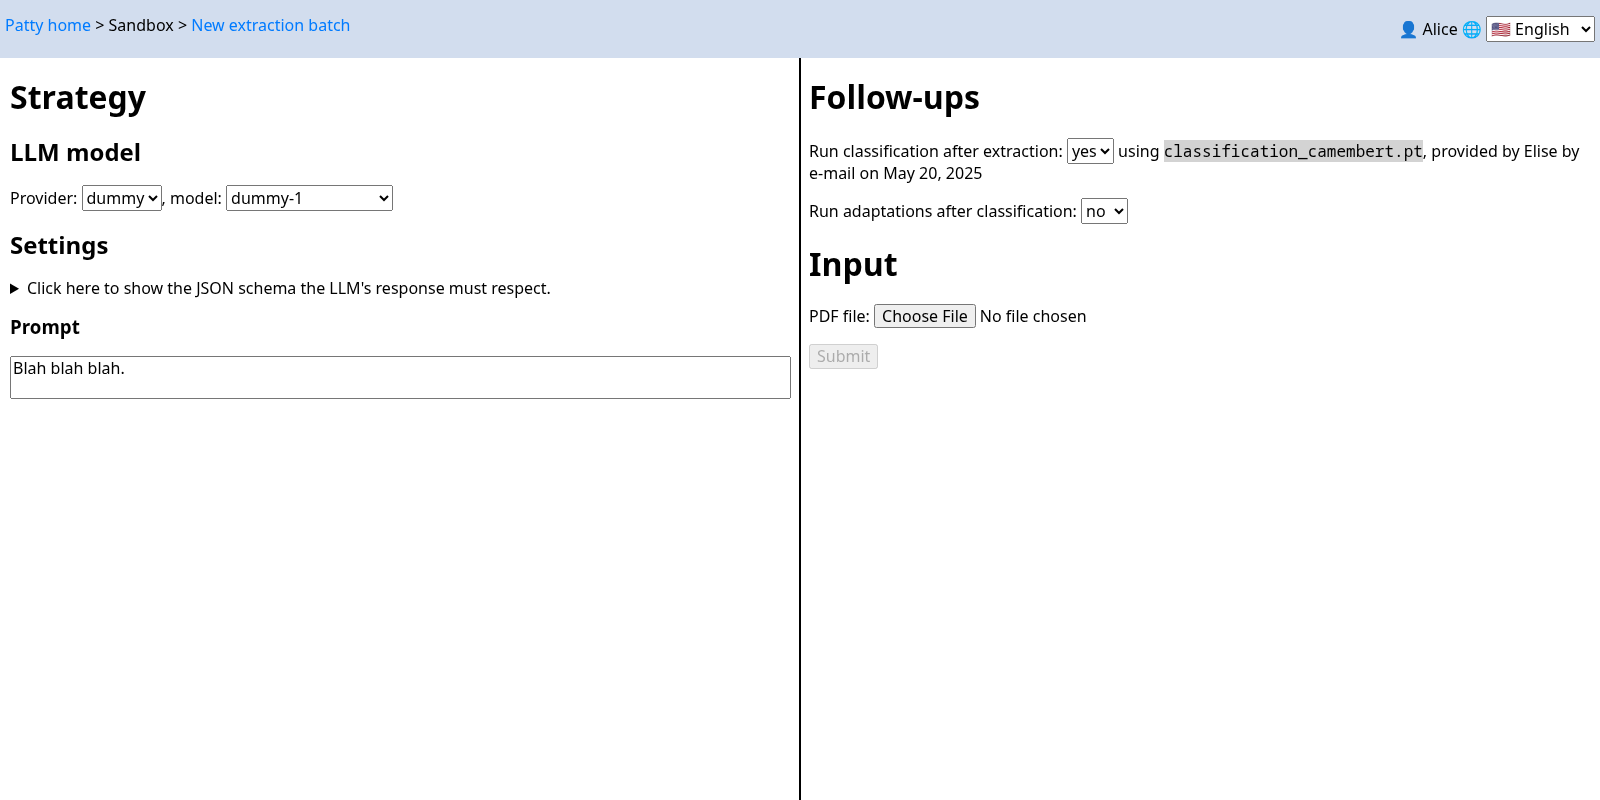 Patty home > Sandbox > New extraction batch
👤 Alice 🌐 🇺🇸 English
Strategy
LLM model
Provider: dummy, model: dummy-1
Settings
Click here to show the JSON schema the LLM's response must respect.
Prompt
Blah blah blah.
Follow-ups
Run classification after extraction: yes using classification_camembert.pt, provided by Elise by
e-mail on May 20, 2025
Run adaptations after classification: no
Input
PDF file: Choose File No file chosen
Submit